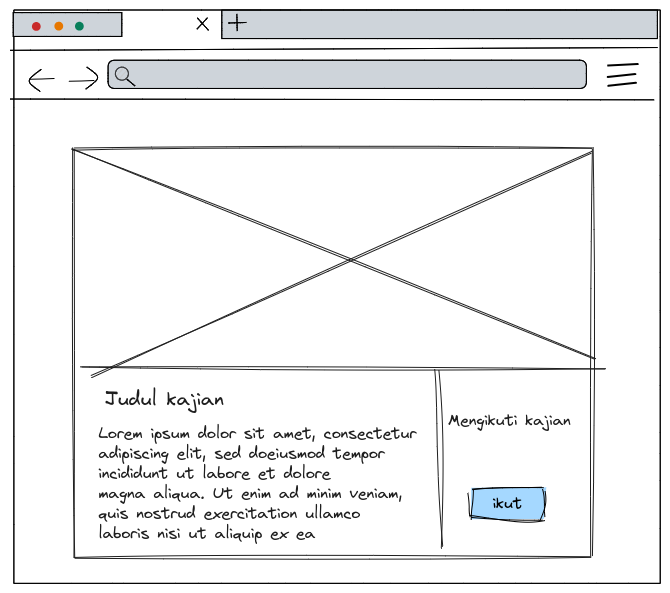 Judul kajian
Lorem ipsum dolor sit amet, consectetur
adipiscing elit, sed doeiusmod tempor
incididunt ut labore et dolore
magna aliqua. Ut enim ad minim veniam,
quis nostrud exercitation ullamco
laboris nisi ut aliquip ex ea
Mengikuti kajian
ikut